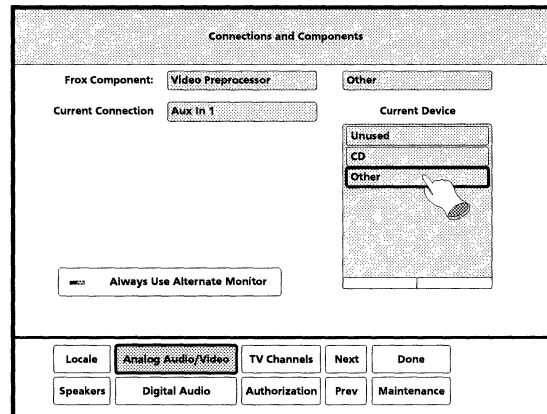 Connections and Components
Frox Component: Video Preprocessor Other
Current Connection Aux In 1 Current Device
Unused
CD
Other
Always Use Alternate Monitor
Locale Analog Audio/Video TV Channels Next Done
Speakers Digital Audio Authorization Prev Maintenance